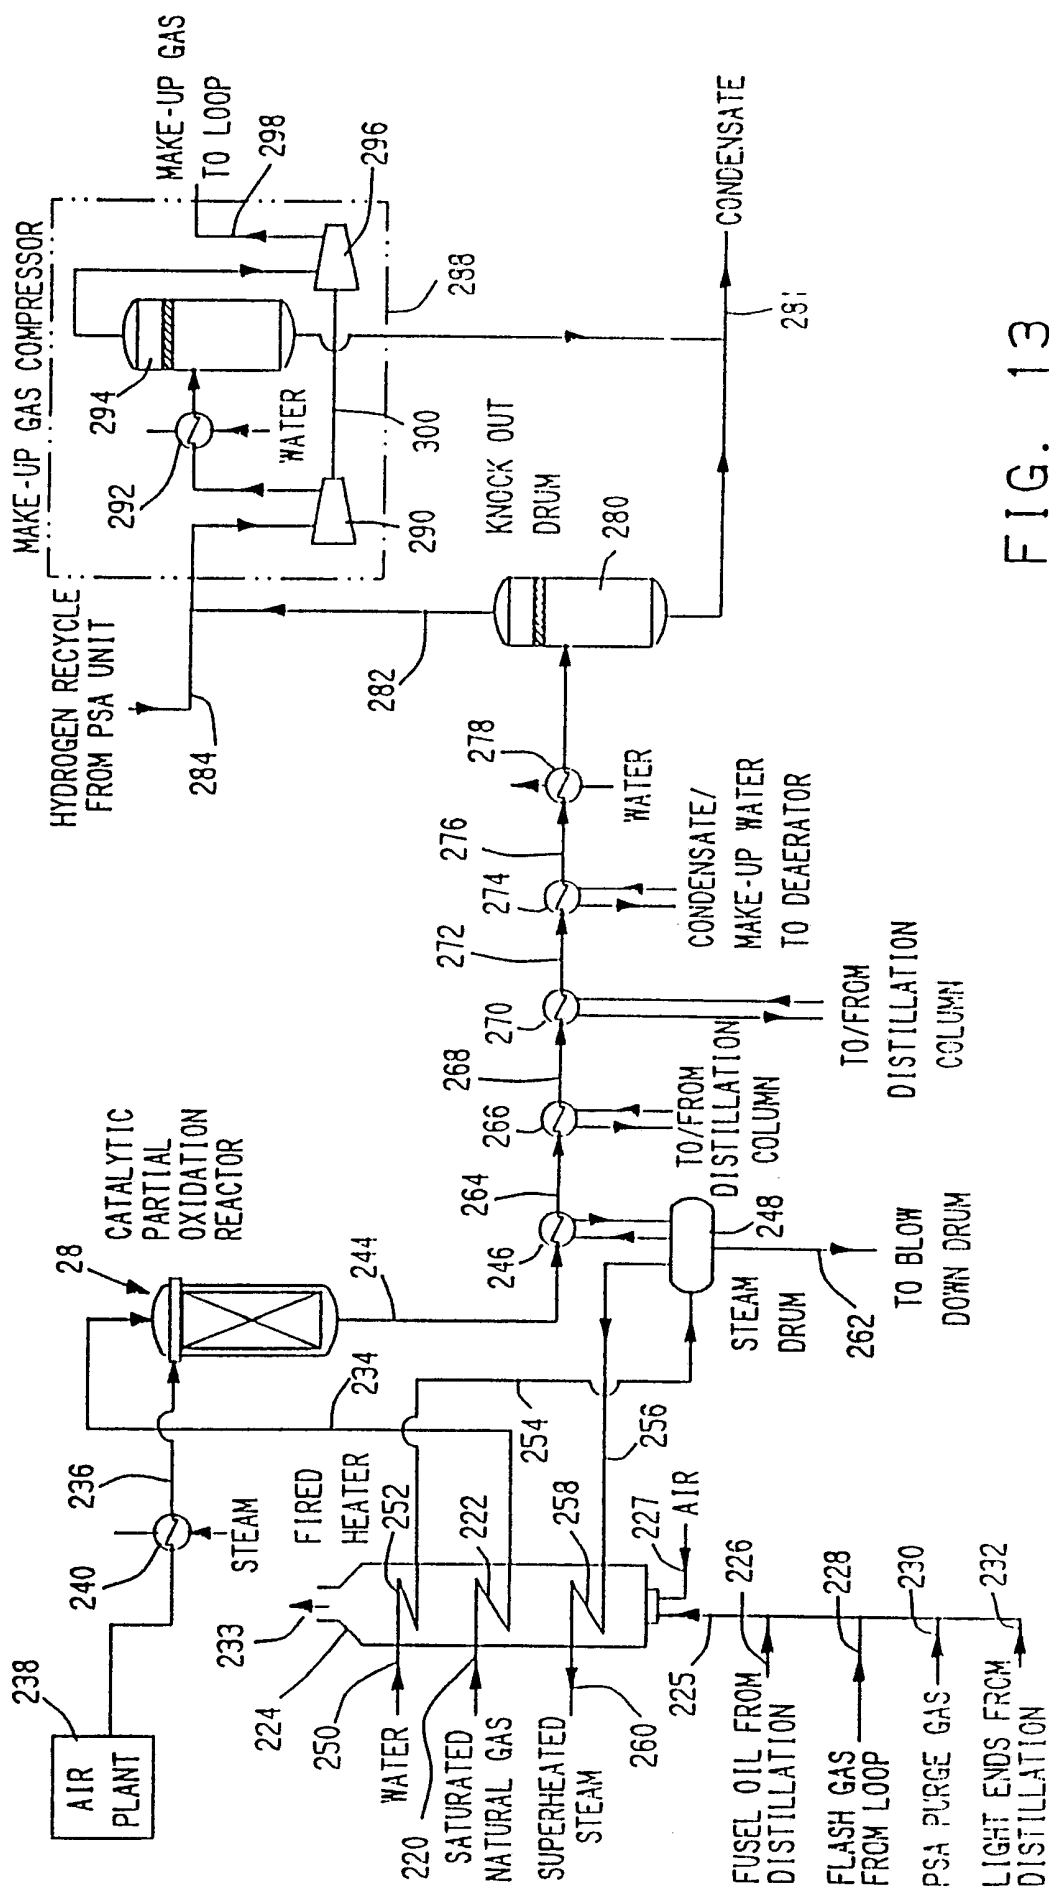 AIR
PLANT
238
240
236
STEAM
28
CATALYTIC
PARTIAL
OXIDATION
REACTOR
HYDROGEN RECYCLE
FROM PSA UNIT
284
MAKE-UP GAS COMPRESSOR
292
294
WATER
290
300
288
MAKE-UP GAS
TO LOOP
298
296
233
224
250
WATER
220
SATURATED
NATURAL GAS
SUPERHEATED
STEAM
260
FIRED
HEATER
252
222
258
234
244
254
256
227
AIR
225
226
FUSEL OIL FROM
DISTILLATION
228
FLASH GAS
FROM LOOP
230
PSA PURGE GAS
232
LIGHT ENDS FROM
DISTILLATION
246
264
248
STEAM
DRUM
262
TO BLOW
DOWN DRUM
266
268
TO/FROM
DISTILLATION
COLUMN
270
272
TO/FROM
DISTILLATION
COLUMN
274
276
CONDENSATE/
MAKE-UP WATER
TO DEAERATOR
278
WATER
282
KNOCK OUT
DRUM
280
281
CONDENSATE
FIG. 13